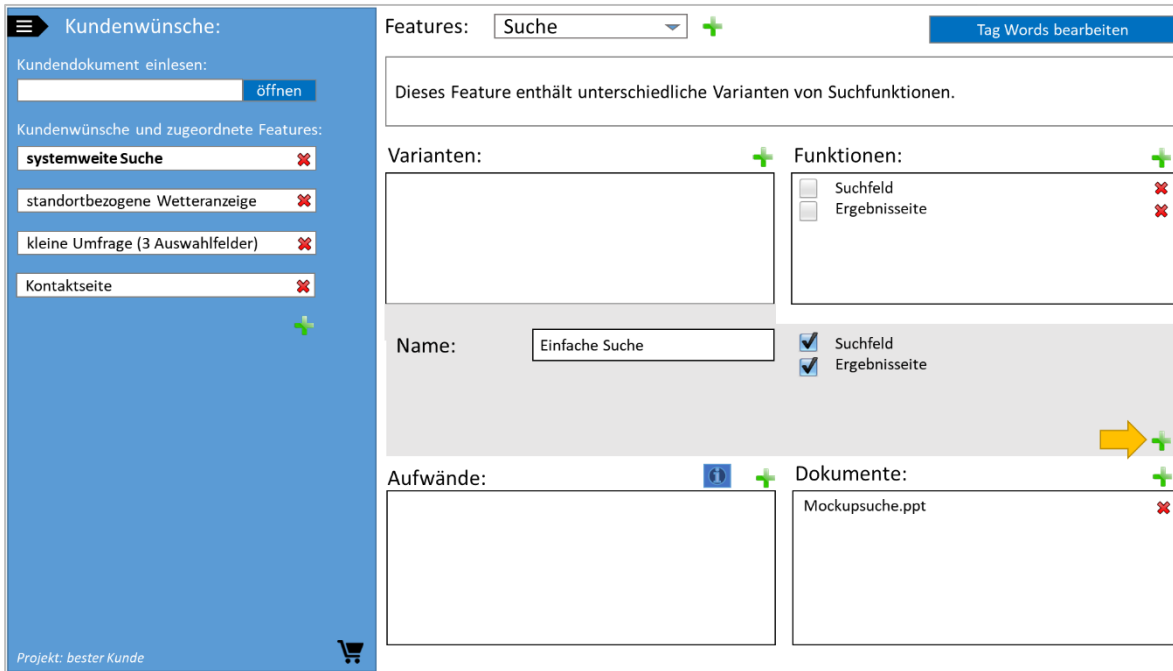 Kundenwünsche:
Kundendokument einlesen:
öffnen
Kundenwünsche und zugeordnete Features:
systemweite Suche
standortbezogene Wetteranzeige
kleine Umfrage (3 Auswahlfelder)
Kontaktseite
Projekt: bester Kunde
Features:
Suche
Tag Words bearbeiten
Dieses Feature enthält unterschiedliche Varianten von Suchfunktionen.
Varianten:
Funktionen:
Suchfeld
Ergebnisseite
Name:
Einfache Suche
Suchfeld
Ergebnisseite
Aufwände:
Dokumente:
Mockupsuche.ppt